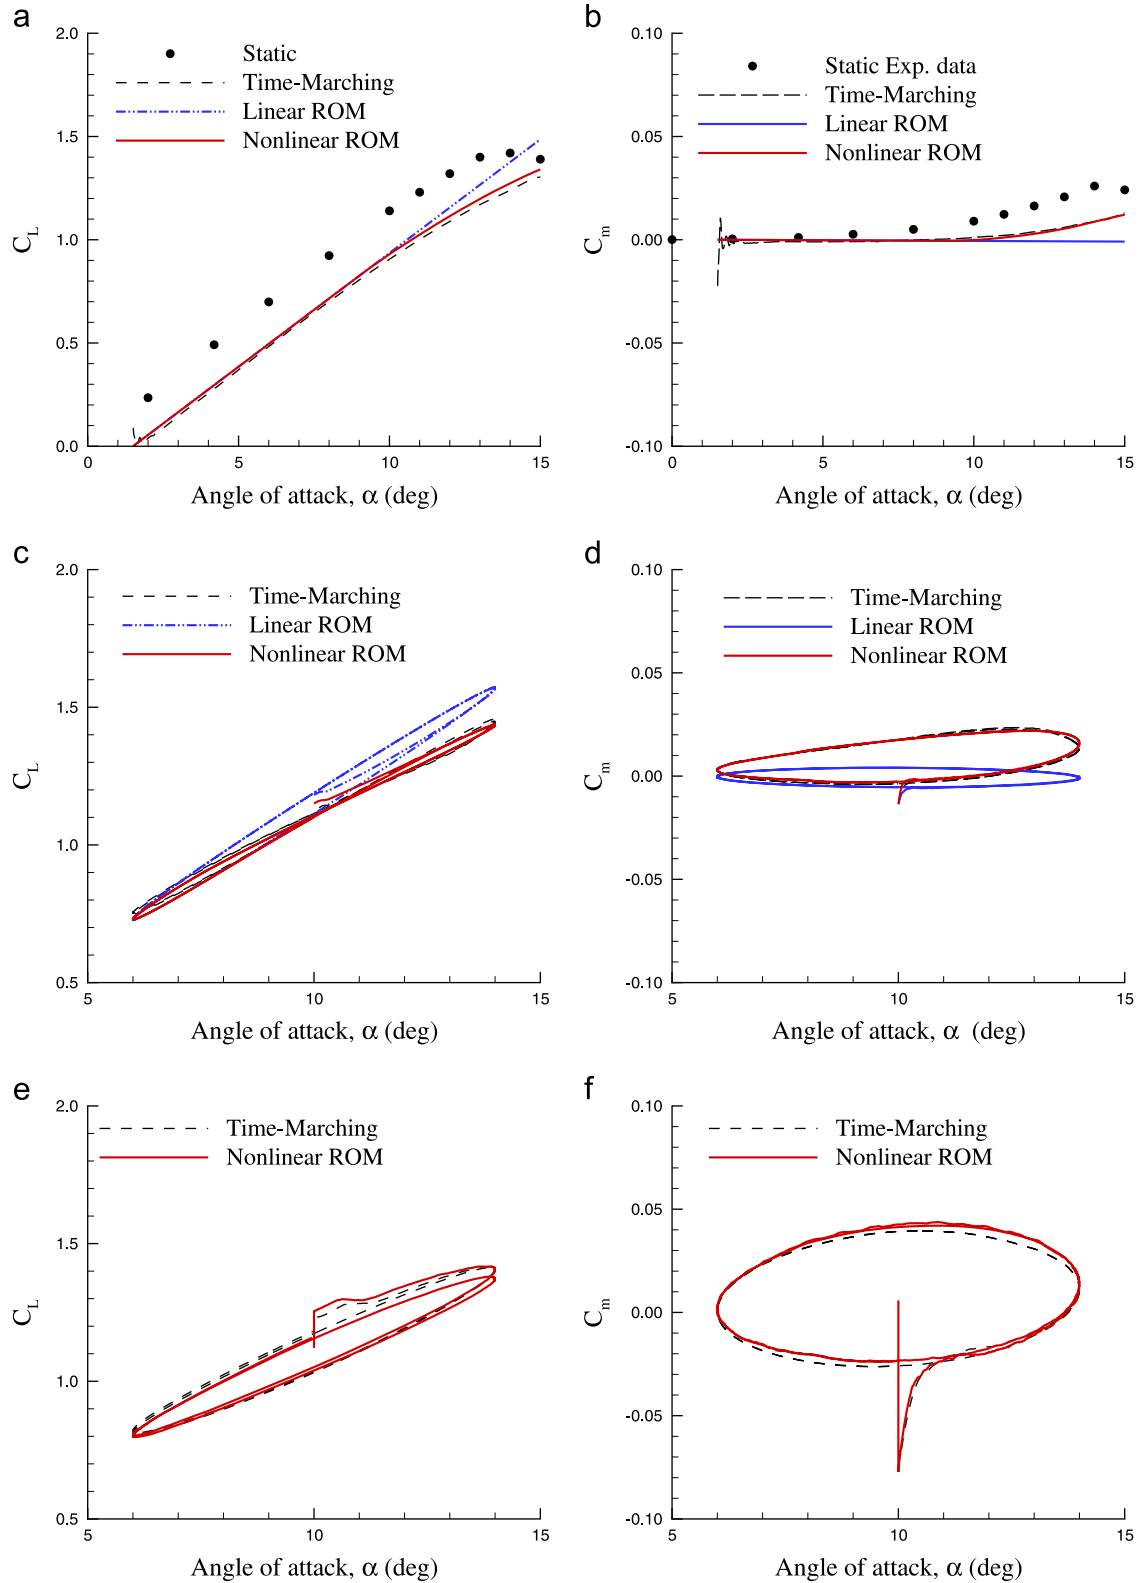 a
2.0
Static
Time-Marching
Linear ROM
Nonlinear ROM
1.5
C_L
1.0
0.5
0.0
0 5 10 15
Angle of attack, α (deg)
b
0.10
Static Exp. data
Time-Marching
Linear ROM
Nonlinear ROM
0.05
C_m
0.00
-0.05
-0.10
0 5 10 15
Angle of attack, α (deg)
c
2.0
Time-Marching
Linear ROM
Nonlinear ROM
1.5
C_L
1.0
0.5
5 10 15
Angle of attack, α (deg)
d
0.10
Time-Marching
Linear ROM
Nonlinear ROM
0.05
C_m
0.00
-0.05
-0.10
5 10 15
Angle of attack, α (deg)
e
2.0
Time-Marching
Nonlinear ROM
1.5
C_L
1.0
0.5
5 10 15
Angle of attack, α (deg)
f
0.10
Time-Marching
Nonlinear ROM
0.05
C_m
0.00
-0.05
-0.10
5 10 15
Angle of attack, α (deg)